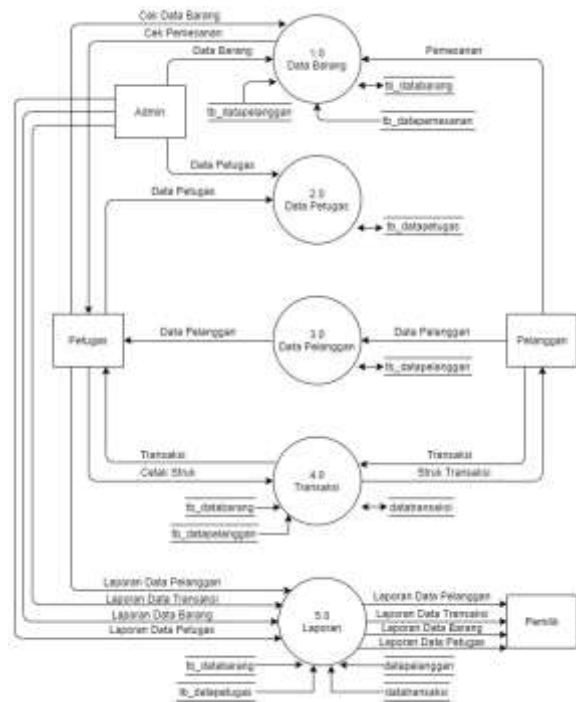 Cek Data Barang
Cek Pemesanan
Data Barang
1.0
Data Barang
Pemesanan
tb_databarang
tb_datapelanggan
tb_datapemesanan
Admin
Data Petugas
Data Petugas
2.0
Data Petugas
tb_datapetugas
Petugas
Data Pelanggan
3.0
Data Pelanggan
Data Pelanggan
Pelanggan
tb_datapelanggan
Transaksi
Cetak Struk
4.0
Transaksi
Transaksi
Struk Transaksi
tb_databarang
datatransaksi
tb_datapelanggan
Laporan Data Pelanggan
Laporan Data Transaksi
Laporan Data Barang
Laporan Data Petugas
5.0
Laporan
Laporan Data Pelanggan
Laporan Data Transaksi
Laporan Data Barang
Laporan Data Petugas
Pemilik
tb_databarang
datapelanggan
tb_datapetugas
datatransaksi